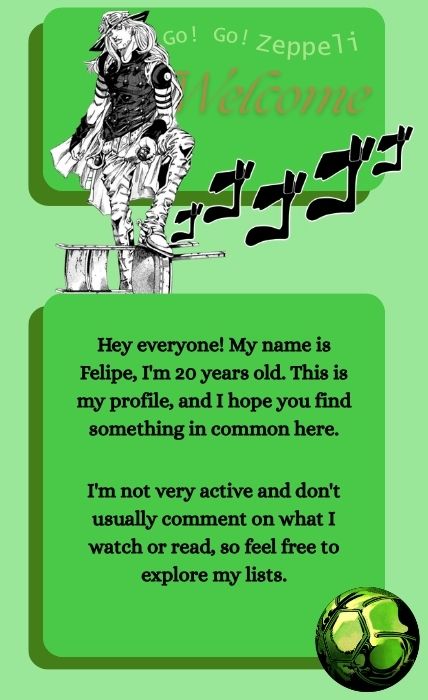 Go! Go! Zeppeli
Welcome
ゴゴゴゴゴ
Hey everyone! My name is
Felipe, I'm 20 years old. This is
my profile, and I hope you find
something in common here.
I'm not very active and don't
usually comment on what I
watch or read, so feel free to
explore my lists.